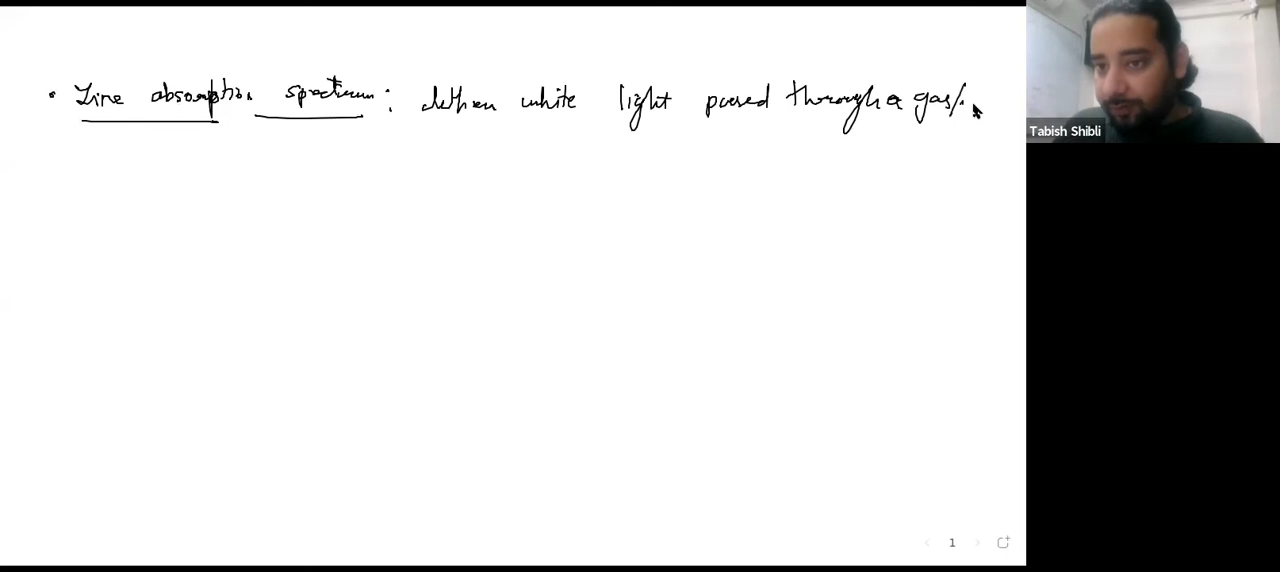 • Line absorption spectrum : When white light passed through a gas/.
Tabish Shibli
1